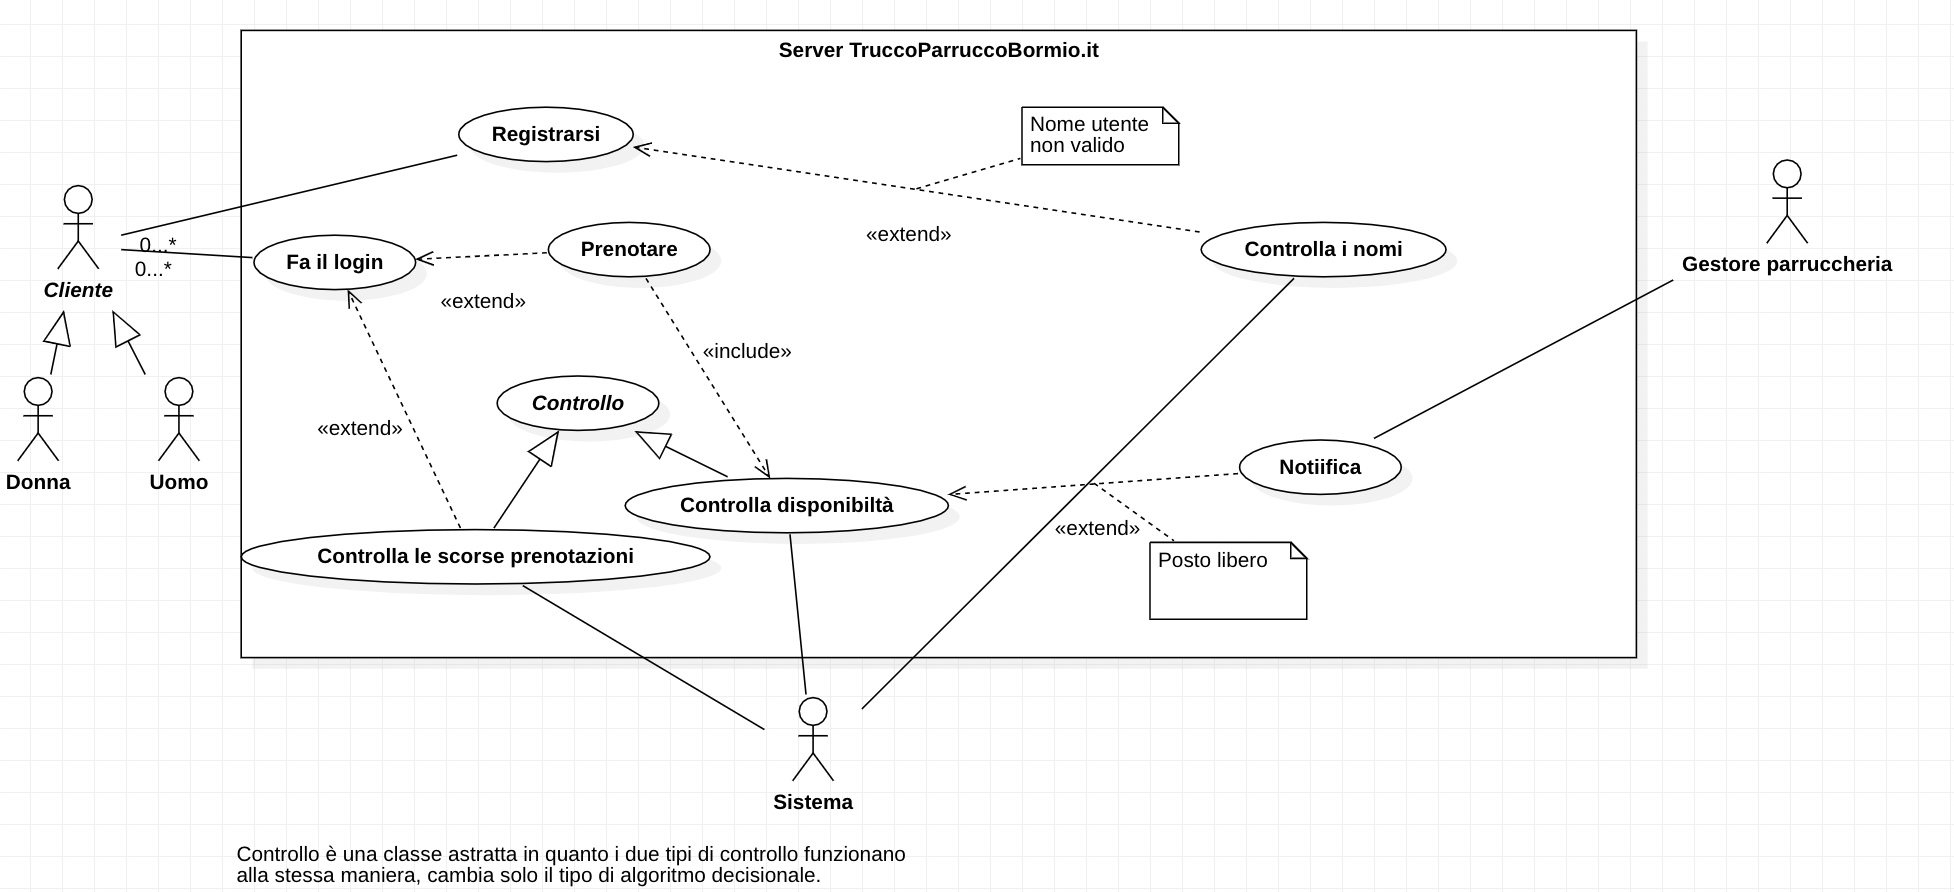 Server TruccoParruccoBormio.it
Registrarsi
Nome utente
non valido
0...*
0...*
Fa il login
Prenotare
«extend»
Controlla i nomi
Gestore parruccheria
Cliente
«extend»
«include»
Controllo
«extend»
Donna
Uomo
Notiifica
Controlla disponibiltà
«extend»
Controlla le scorse prenotazioni
Posto libero
Sistema
Controllo è una classe astratta in quanto i due tipi di controllo funzionano
alla stessa maniera, cambia solo il tipo di algoritmo decisionale.